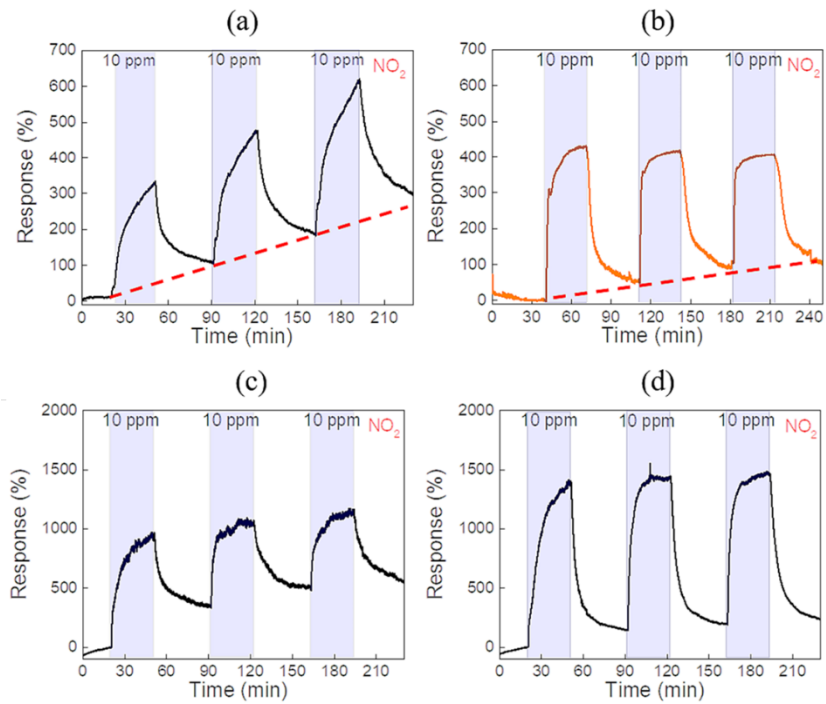 (a)
700
600
500
400
300
200
100
0
Response (%)
10 ppm 10 ppm 10 ppm
NO2
0 30 60 90 120 150 180 210
Time (min)
(b)
700
600
500
400
300
200
100
0
Response (%)
10 ppm 10 ppm 10 ppm
NO2
0 30 60 90 120 150 180 210 240
Time (min)
(c)
2000
1500
1000
500
0
Response (%)
10 ppm 10 ppm 10 ppm
NO2
0 30 60 90 120 150 180 210
Time (min)
(d)
2000
1500
1000
500
0
Response (%)
10 ppm 10 ppm 10 ppm
NO2
0 30 60 90 120 150 180 210
Time (min)